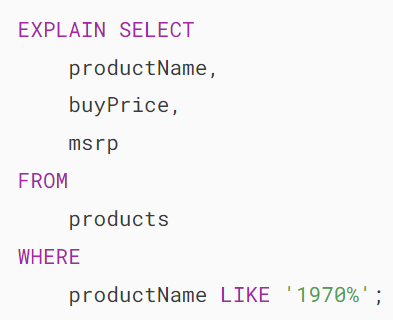 EXPLAIN SELECT
    productName,
    buyPrice,
    msrp
FROM
    products
WHERE
    productName LIKE '1970%';